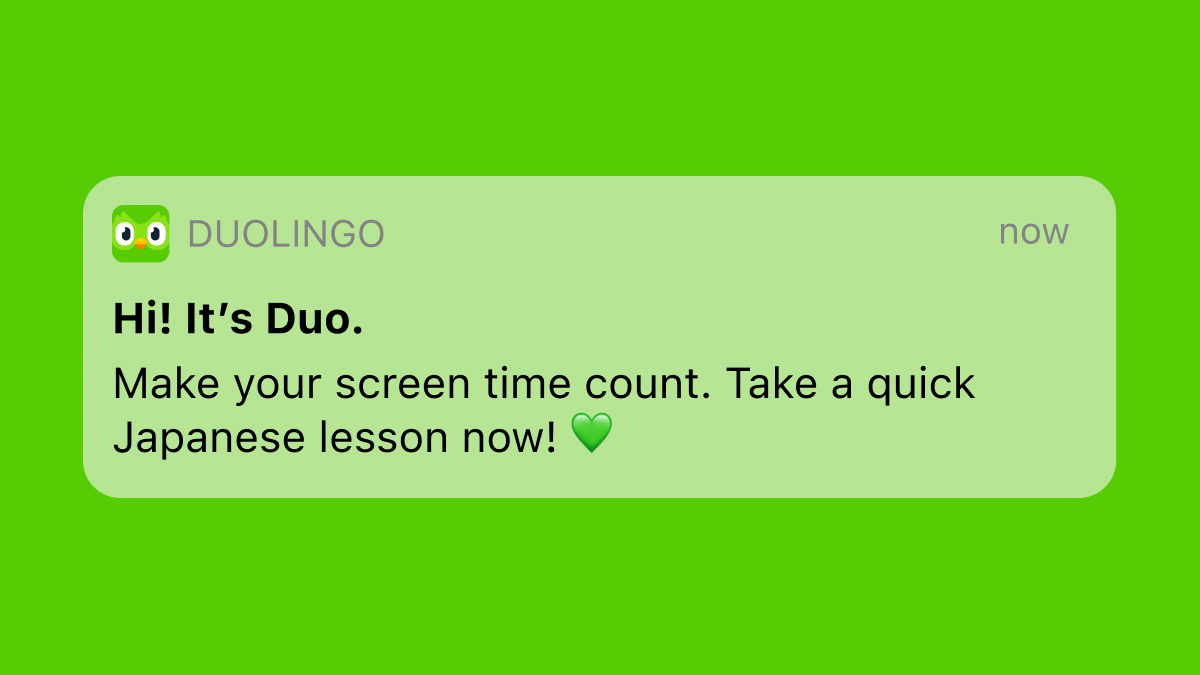 DUOLINGO now
Hi! It’s Duo.
Make your screen time count. Take a quick
Japanese lesson now! 💚